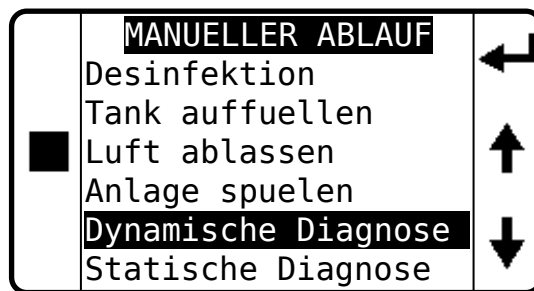 MANUELLER ABLAUF
Desinfektion
Tank auffuellen
Luft ablassen
Anlage spuelen
Dynamische Diagnose
Statische Diagnose